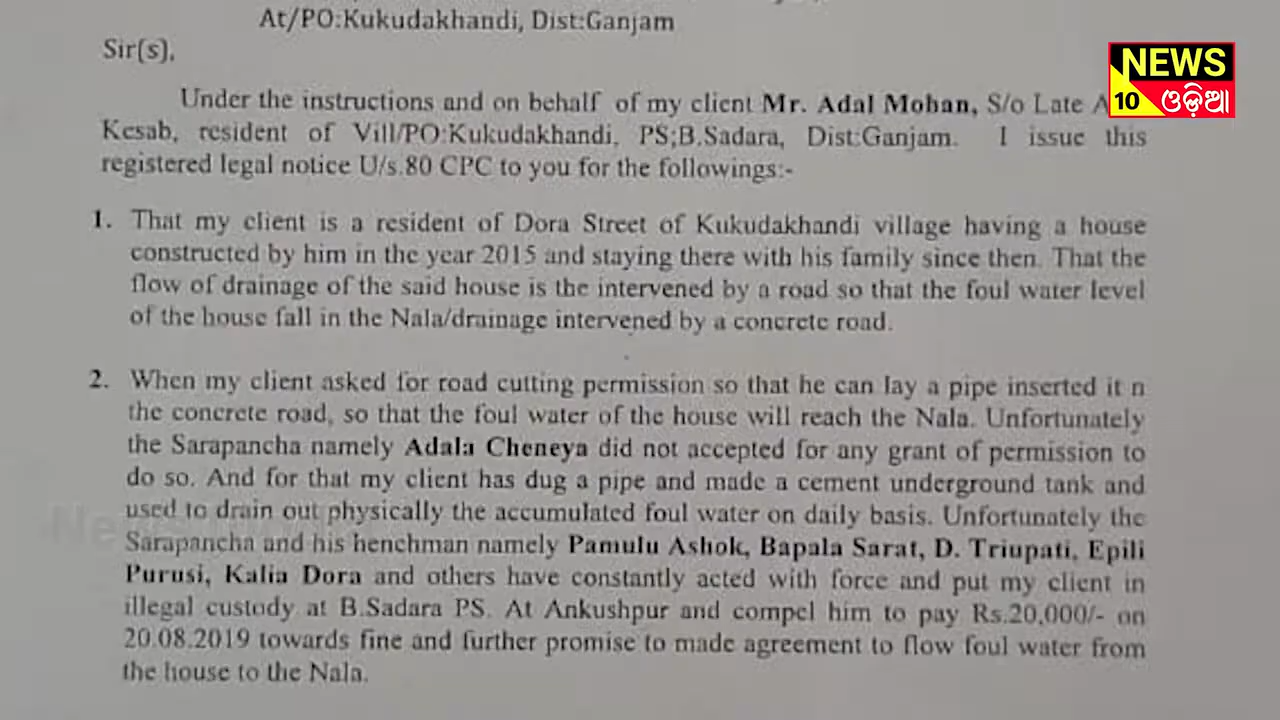 At/PO:Kukudakhandi, Dist:Ganjam
Sir(s),
NEWS
10 ଓଡ଼ିଆ
Under the instructions and on behalf of my client Mr. Adal Mohan, S/o Late
Kesab, resident of Vill/PO:Kukudakhandi, PS;B.Sadara, Dist:Ganjam. I issue this
registered legal notice U/s.80 CPC to you for the followings:-
1. That my client is a resident of Dora Street of Kukudakhandi village having a house
constructed by him in the year 2015 and staying there with his family since then. That the
flow of drainage of the said house is the intervened by a road so that the foul water level
of the house fall in the Nala/drainage intervened by a concrete road.
2. When my client asked for road cutting permission so that he can lay a pipe inserted it n
the concrete road, so that the foul water of the house will reach the Nala. Unfortunately
the Sarapancha namely Adala Cheneya did not accepted for any grant of permission to
do so. And for that my client has dug a pipe and made a cement underground tank and
used to drain out physically the accumulated foul water on daily basis. Unfortunately the
Sarapancha and his henchman namely Pamulu Ashok, Bapala Sarat, D. Triupati, Epili
Purusi, Kalia Dora and others have constantly acted with force and put my client in
illegal custody at B.Sadara PS. At Ankushpur and compel him to pay Rs.20,000/- on
20.08.2019 towards fine and further promise to made agreement to flow foul water from
the house to the Nala.